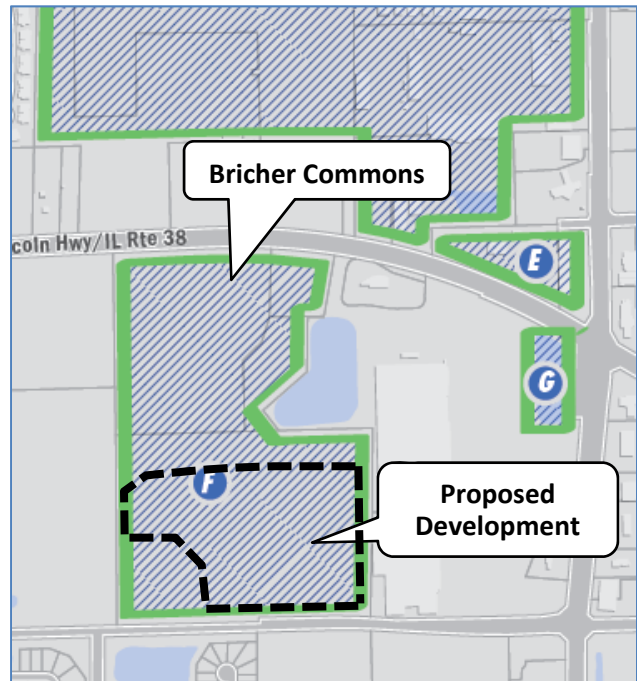 Bricher Commons
coln Hwy/IL Rte 38
E
G
F
Proposed
Development